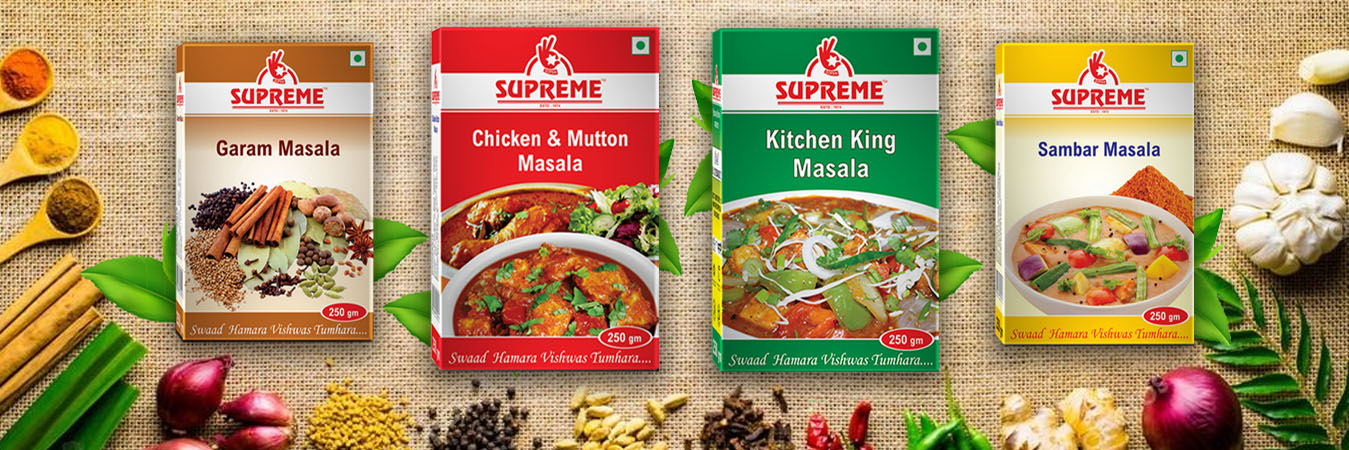 SUPREME
Garam Masala
250 gm
Swaad Hamara Vishwas Tumhara....
SUPREME
Chicken & Mutton
Masala
250 gm
Swaad Hamara Vishwas Tumhara....
SUPREME
Kitchen King
Masala
250 gm
Swaad Hamara Vishwas Tumhara....
SUPREME
Sambar Masala
250 gm
Swaad Hamara Vishwas Tumhara....